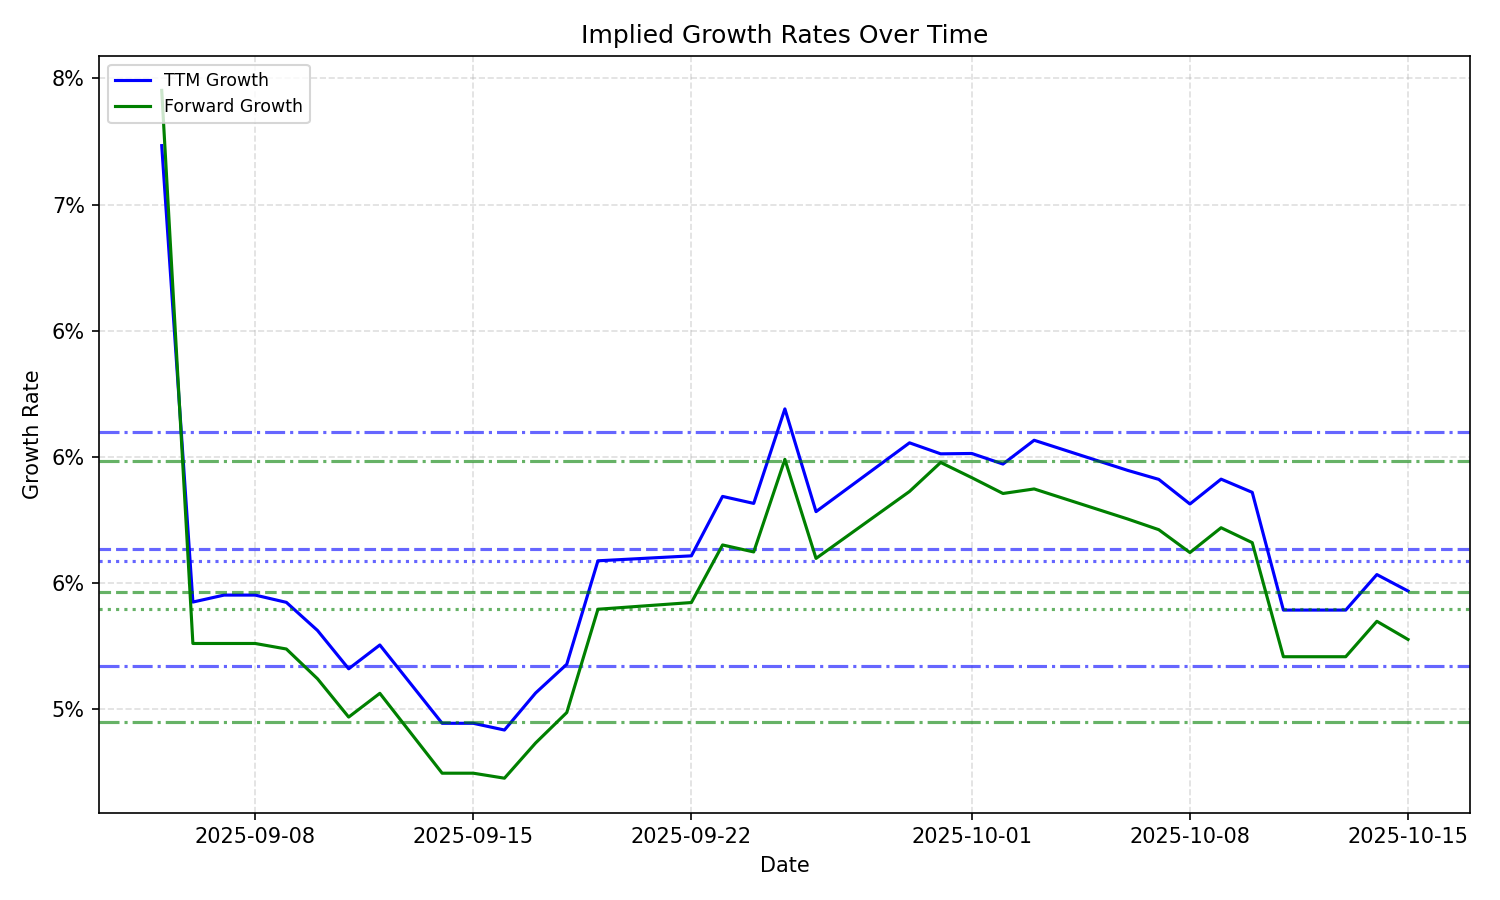 Implied Growth Rates Over Time
TTM Growth
Forward Growth
8%
7%
6%
6%
6%
5%
Growth Rate
2025-09-08
2025-09-15
2025-09-22
2025-10-01
2025-10-08
2025-10-15
Date